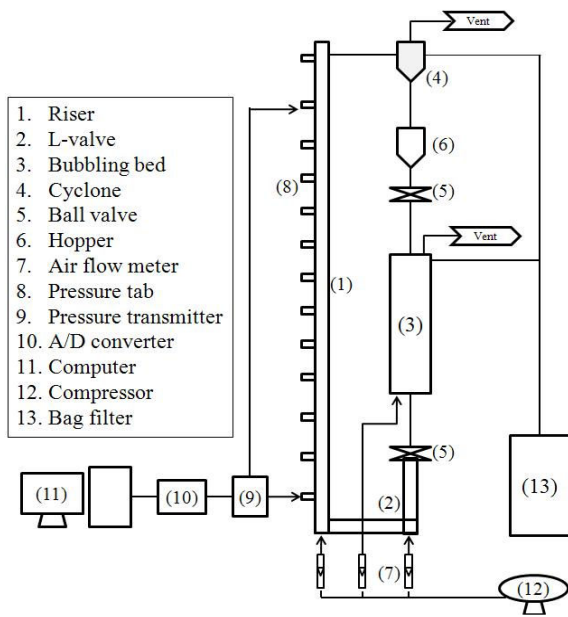 Vent
(4)
1. Riser
2. L-valve
3. Bubbling bed
4. Cyclone
5. Ball valve
6. Hopper
7. Air flow meter
8. Pressure tab
9. Pressure transmitter
10. A/D converter
11. Computer
12. Compressor
13. Bag filter
(6)
(8)
(5)
Vent
(1)
(3)
(5)
(11)
(10)
(9)
(2)
(13)
(7)
(12)